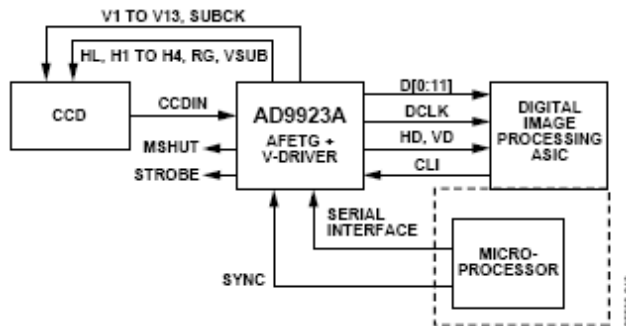 V1 TO V13, SUBCK
HL, H1 TO H4, RG, VSUB
CCD
CCDIN
MSHUT
STROBE
AD9923A
AFETG +
V-DRIVER
D[0:11]
DCLK
HD, VD
CLI
DIGITAL
IMAGE
PROCESSING
ASIC
SERIAL
INTERFACE
SYNC
MICRO-
PROCESSOR